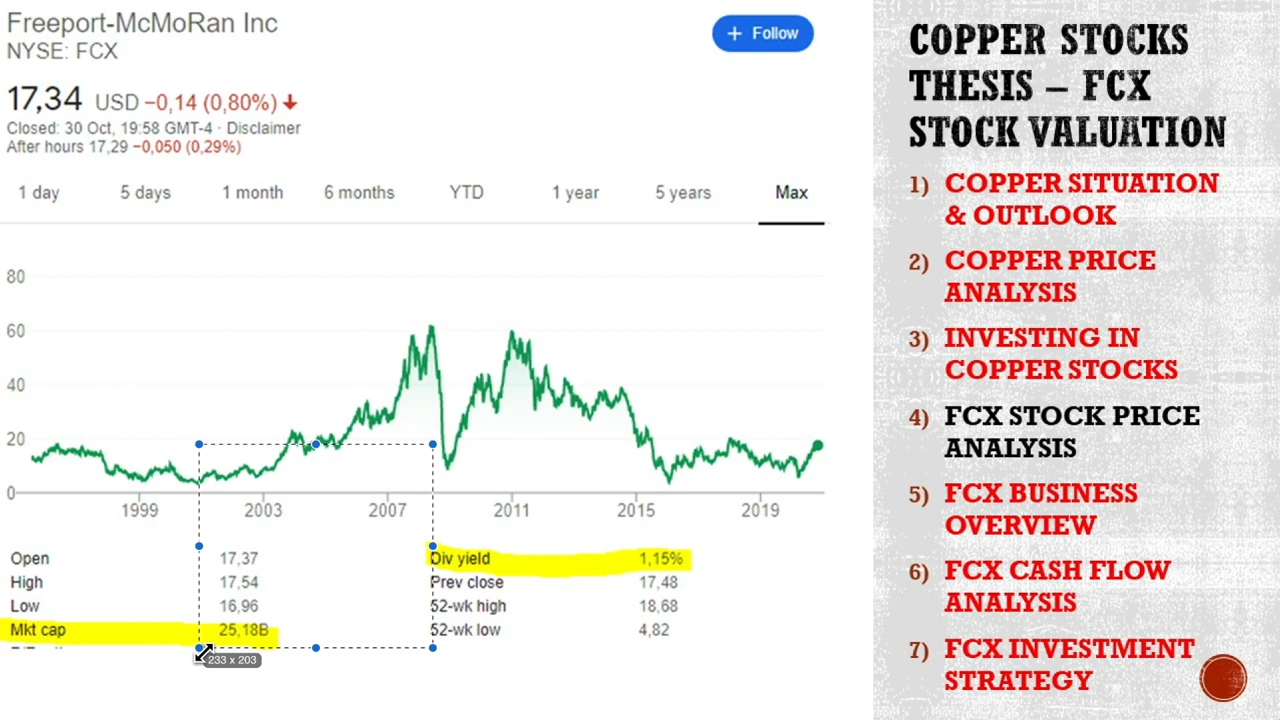 Freeport-McMoRan Inc
NYSE: FCX
+ Follow
17,34 USD −0,14 (0,80%)
Closed: 30 Oct, 19:58 GMT-4 · Disclaimer
After hours 17,29 −0,050 (0,29%)
1 day 5 days 1 month 6 months YTD 1 year 5 years Max
80
60
40
20
0
1999 2003 2007 2011 2015 2019
Open 17,37 Div yield 1,15%
High 17,54 Prev close 17,48
Low 16,96 52-wk high 18,68
Mkt cap 25,18B 52-wk low 4,82
233 x 203
COPPER STOCKS
THESIS – FCX
STOCK VALUATION
1) COPPER SITUATION
& OUTLOOK
2) COPPER PRICE
ANALYSIS
3) INVESTING IN
COPPER STOCKS
4) FCX STOCK PRICE
ANALYSIS
5) FCX BUSINESS
OVERVIEW
6) FCX CASH FLOW
ANALYSIS
7) FCX INVESTMENT
STRATEGY